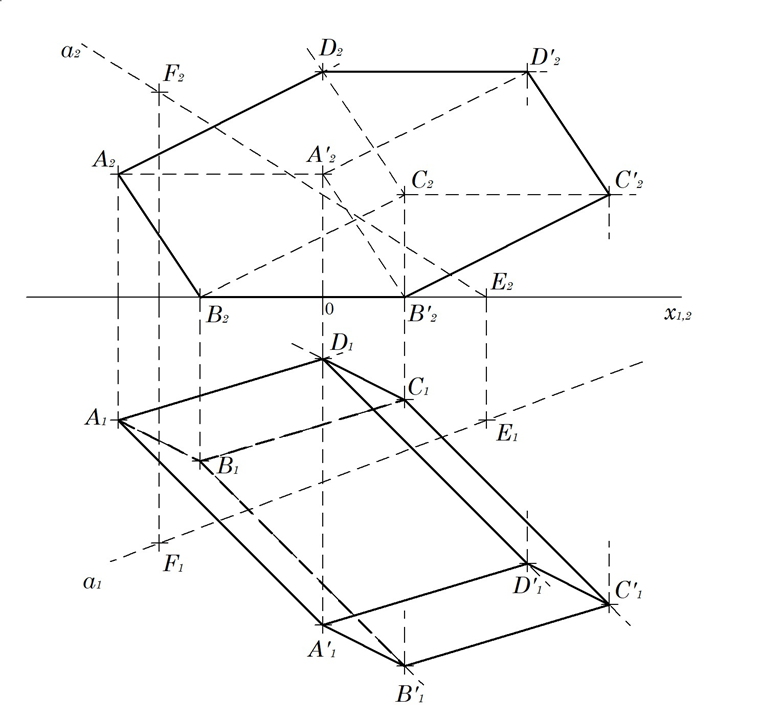 a₂
F₂
D₂
D'₂
A₂
A'₂
C₂
C'₂
E₂
B₂
0
B'₂
x₁,₂
D₁
C₁
A₁
E₁
B₁
F₁
a₁
D'₁
C'₁
A'₁
B'₁